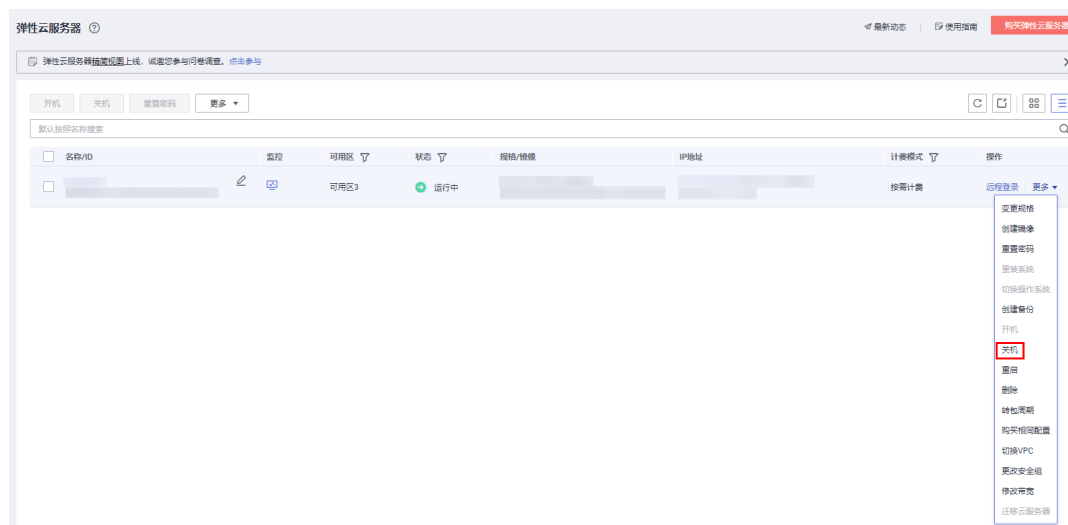 弹性云服务器
最新动态 使用指南 购买弹性云服务器
弹性云服务器精简视图上线，诚邀您参与问卷调查。点击参与
开机 关机 重置密码 更多
默认按照名称搜索
名称/ID 监控 可用区 状态 规格/镜像 IP地址 计费模式 操作
可用区3 运行中 按需计费 远程登录 更多
变更规格
创建镜像
重置密码
重装系统
切换操作系统
创建备份
开机
关机
重启
删除
转包周期
购买相同配置
切换VPC
更改安全组
修改带宽
迁移云服务器